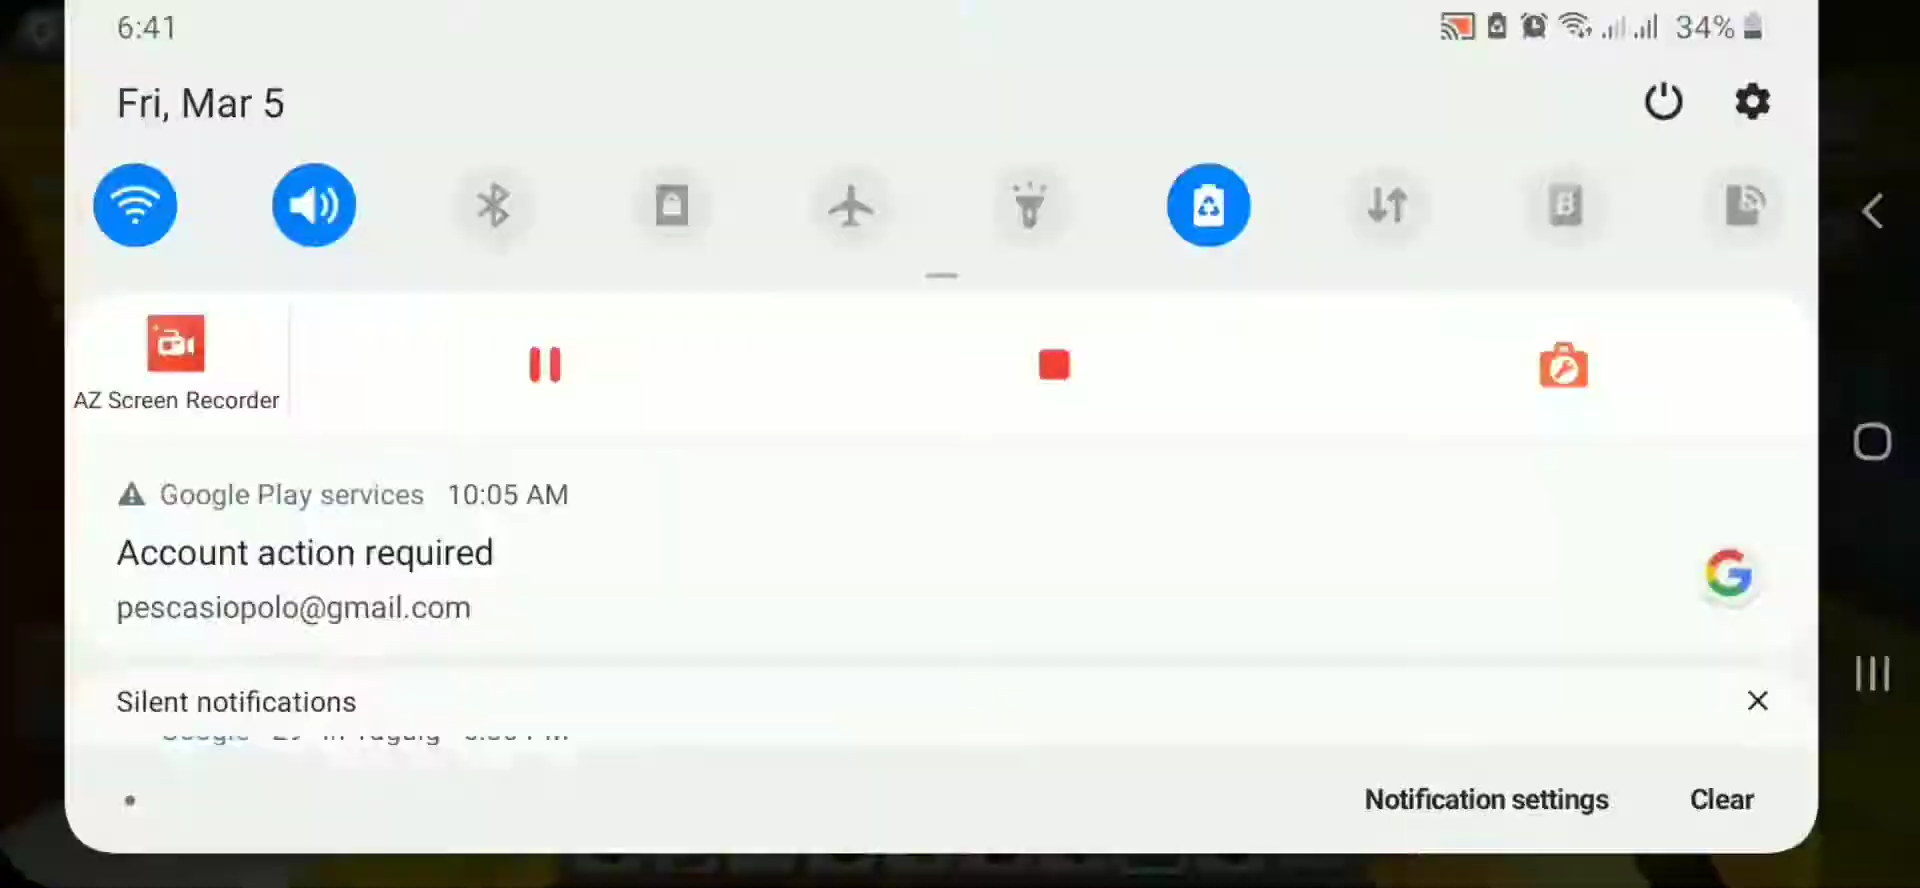 6:41
34%
Fri, Mar 5
AZ Screen Recorder
Google Play services 10:05 AM
Account action required
pescasiopolo@gmail.com
Silent notifications
Notification settings
Clear